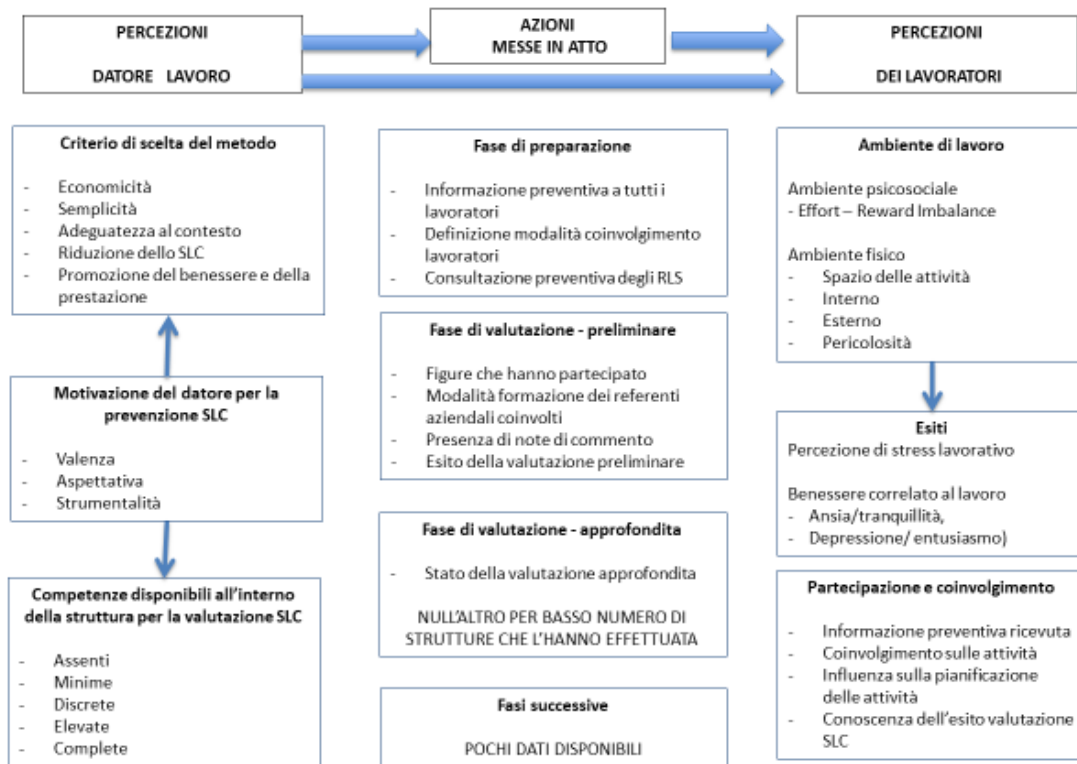 PERCEZIONI
DATORE LAVORO
AZIONI
MESSE IN ATTO
PERCEZIONI
DEI LAVORATORI
Criterio di scelta del metodo
- Economicità
- Semplicità
- Adeguatezza al contesto
- Riduzione dello SLC
- Promozione del benessere e della
prestazione
Motivazione del datore per la
prevenzione SLC
- Valenza
- Aspettativa
- Strumentalità
Competenze disponibili all'interno
della struttura per la valutazione SLC
- Assenti
- Minime
- Discrete
- Elevate
- Complete
Fase di preparazione
- Informazione preventiva a tutti i
lavoratori
- Definizione modalità coinvolgimento
lavoratori
- Consultazione preventiva degli RLS
Fase di valutazione - preliminare
- Figure che hanno partecipato
- Modalità formazione dei referenti
aziendali coinvolti
- Presenza di note di commento
- Esito della valutazione preliminare
Fase di valutazione - approfondita
- Stato della valutazione approfondita
NULL'ALTRO PER BASSO NUMERO DI
STRUTTURE CHE L'HANNO EFFETTUATA
Fasi successive
POCHI DATI DISPONIBILI
Ambiente di lavoro
Ambiente psicosociale
- Effort – Reward Imbalance
Ambiente fisico
- Spazio delle attività
- Interno
- Esterno
- Pericolosità
Esiti
Percezione di stress lavorativo
Benessere correlato al lavoro
- Ansia/tranquillità,
- Depressione/ entusiasmo)
Partecipazione e coinvolgimento
- Informazione preventiva ricevuta
- Coinvolgimento sulle attività
- Influenza sulla pianificazione
delle attività
- Conoscenza dell'esito valutazione
SLC